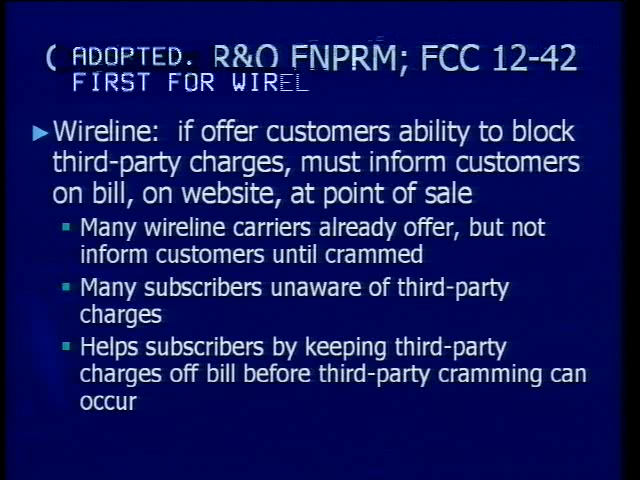 ADOPTED. R&O FNPRM; FCC 12-42
FIRST FOR WIREL
►Wireline: if offer customers ability to block
third-party charges, must inform customers
on bill, on website, at point of sale
▪ Many wireline carriers already offer, but not
inform customers until crammed
▪ Many subscribers unaware of third-party
charges
▪ Helps subscribers by keeping third-party
charges off bill before third-party cramming can
occur